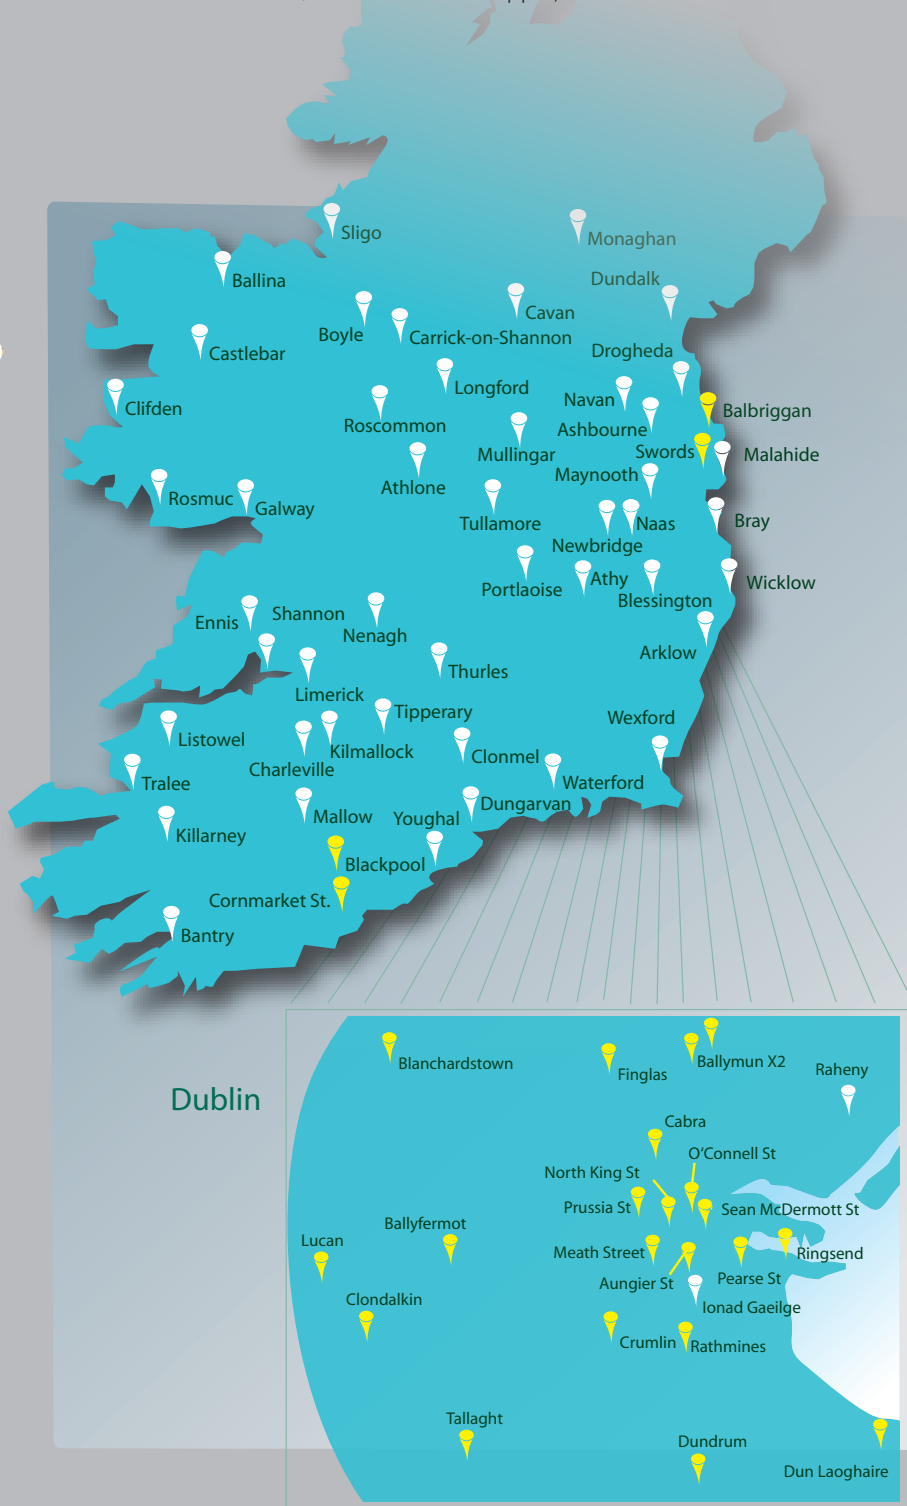 Sligo
Monaghan
Ballina
Dundalk
Cavan
Boyle
Carrick-on-Shannon
Castlebar
Drogheda
Longford
Navan
Clifden
Balbriggan
Roscommon
Ashbourne
Mullingar
Swords
Malahide
Maynooth
Athlone
Rosmuc
Galway
Tullamore
Naas
Bray
Newbridge
Portlaoise
Athy
Wicklow
Blessington
Ennis
Shannon
Nenagh
Arklow
Thurles
Limerick
Tipperary
Wexford
Listowel
Kilmallock
Clonmel
Charleville
Tralee
Waterford
Dungarvan
Mallow
Youghal
Killarney
Blackpool
Cornmarket St.
Bantry
Dublin
Blanchardstown
Finglas
Ballymun X2
Raheny
Cabra
O’Connell St
North King St
Prussia St
Sean McDermott St
Ballyfermot
Lucan
Meath Street
Ringsend
Aungier St
Pearse St
Clondalkin
Ionad Gaeilge
Crumlin
Rathmines
Tallaght
Dundrum
Dun Laoghaire